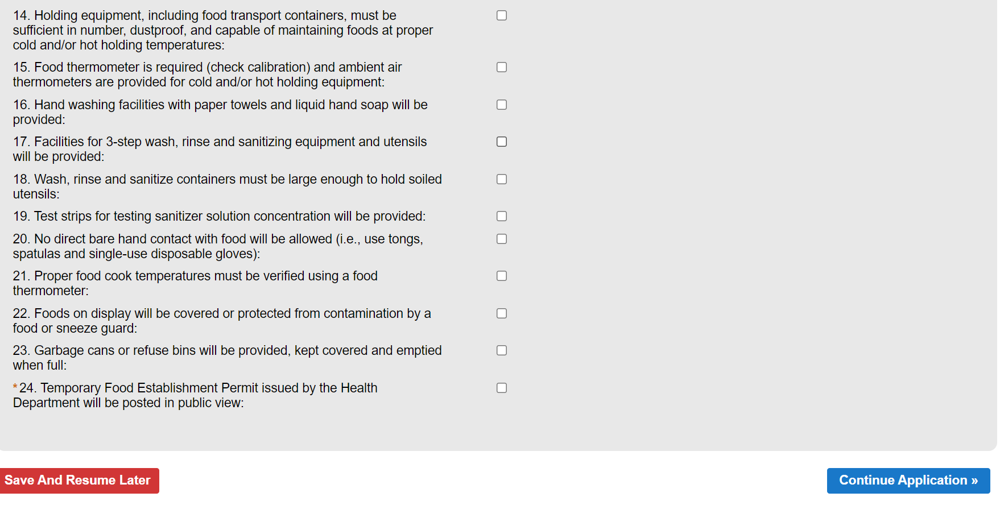 14. Holding equipment, including food transport containers, must be
sufficient in number, dustproof, and capable of maintaining foods at proper
cold and/or hot holding temperatures:
15. Food thermometer is required (check calibration) and ambient air
thermometers are provided for cold and/or hot holding equipment:
16. Hand washing facilities with paper towels and liquid hand soap will be
provided:
17. Facilities for 3-step wash, rinse and sanitizing equipment and utensils
will be provided:
18. Wash, rinse and sanitize containers must be large enough to hold soiled
utensils:
19. Test strips for testing sanitizer solution concentration will be provided:
20. No direct bare hand contact with food will be allowed (i.e., use tongs,
spatulas and single-use disposable gloves):
21. Proper food cook temperatures must be verified using a food
thermometer:
22. Foods on display will be covered or protected from contamination by a
food or sneeze guard:
23. Garbage cans or refuse bins will be provided, kept covered and emptied
when full:
*24. Temporary Food Establishment Permit issued by the Health
Department will be posted in public view:
Save And Resume Later
Continue Application »